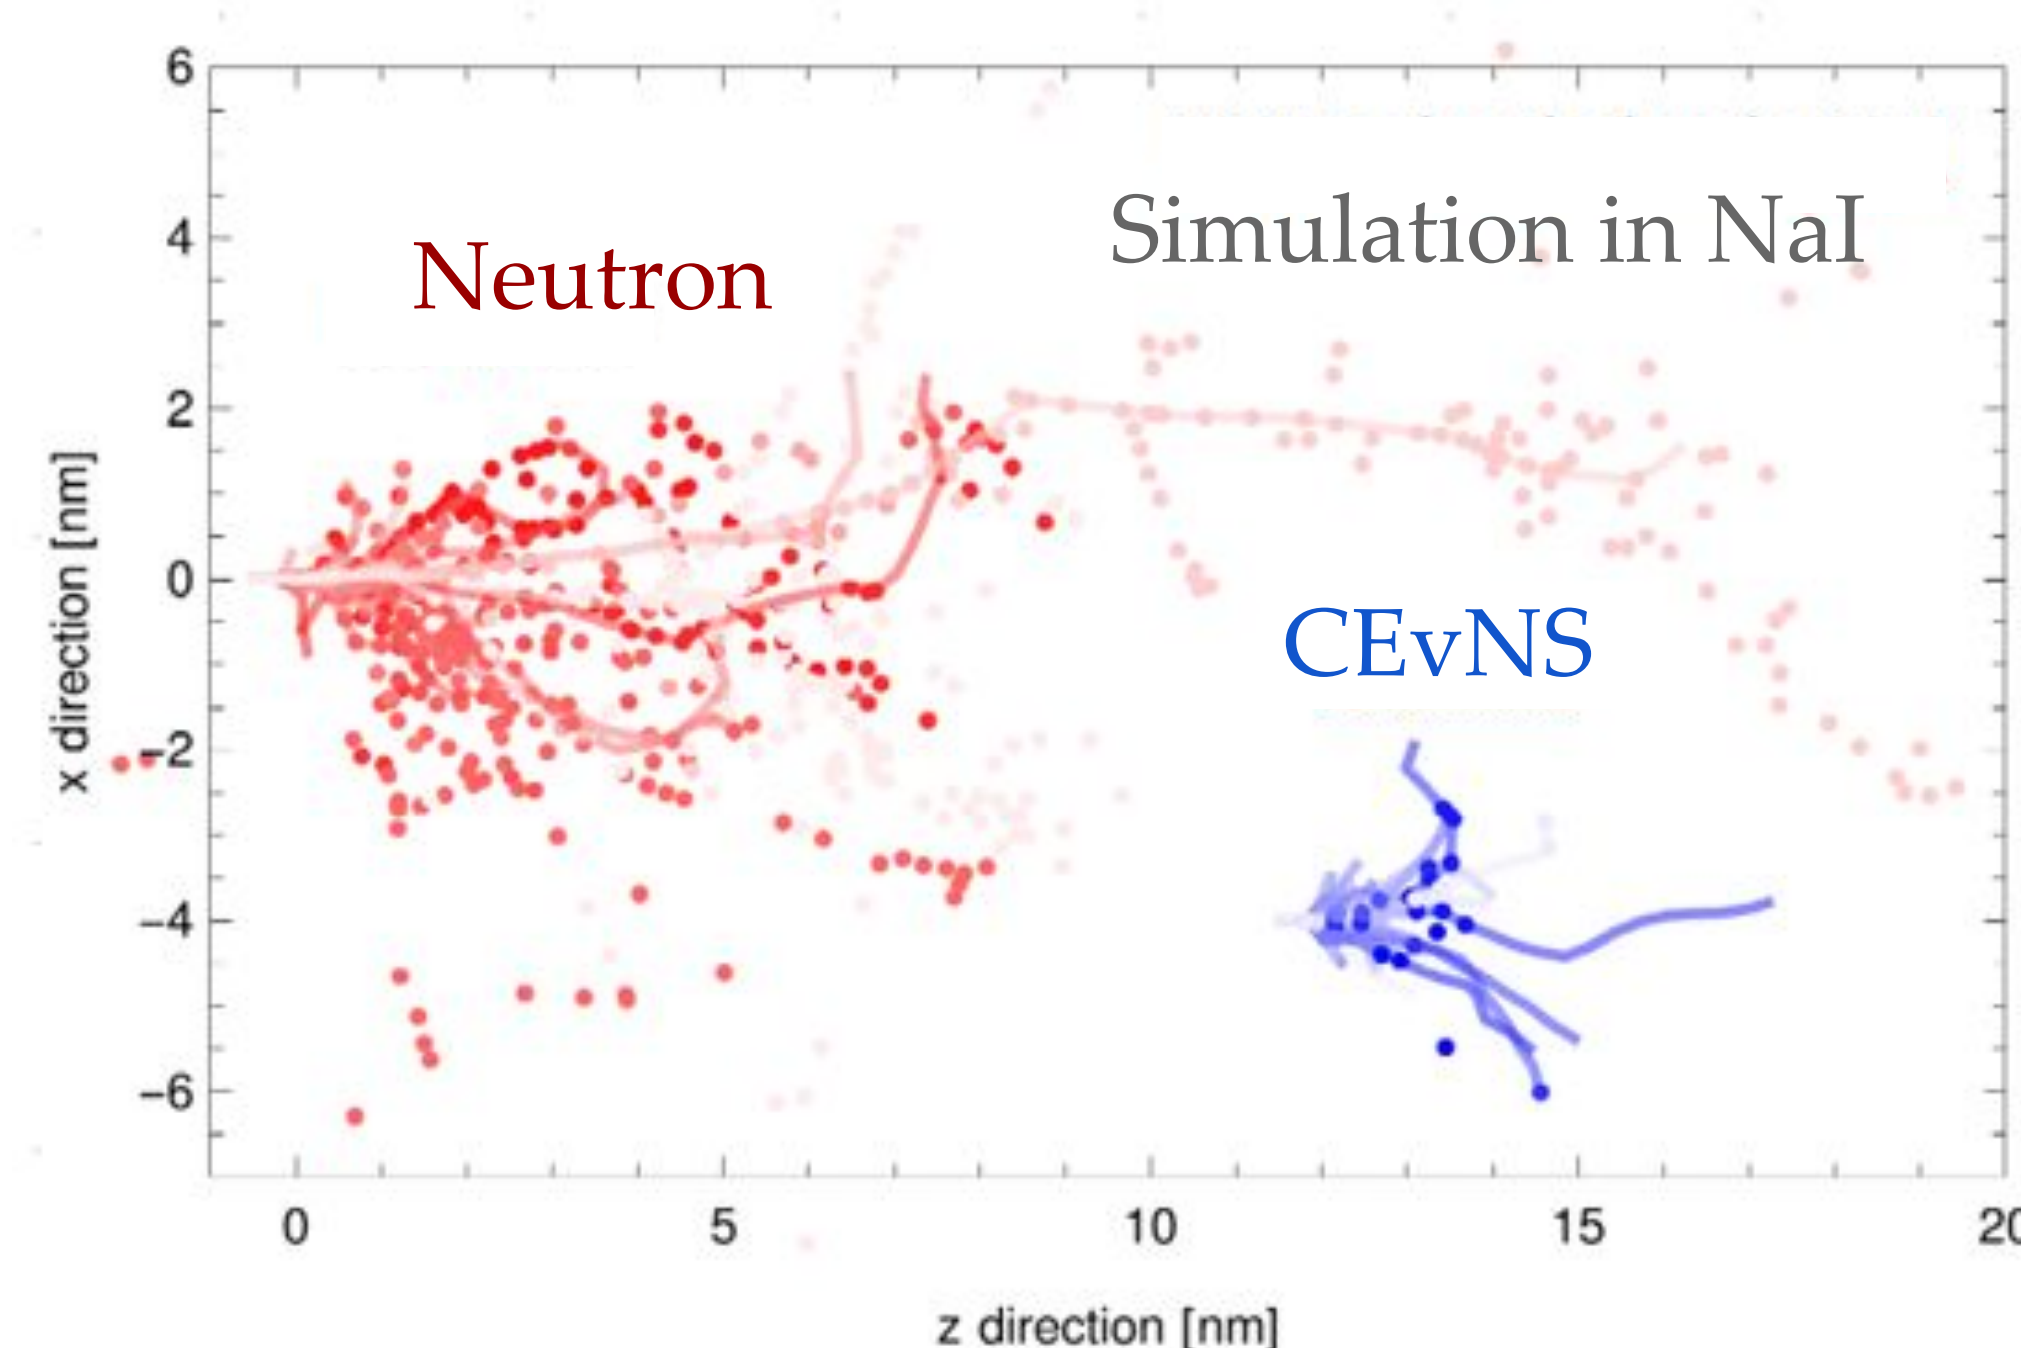 6
Simulation in NaI
4
Neutron
2
x direction [nm]
0
CEvNS
−2
−4
−6
0 5 10 15 20
z direction [nm]